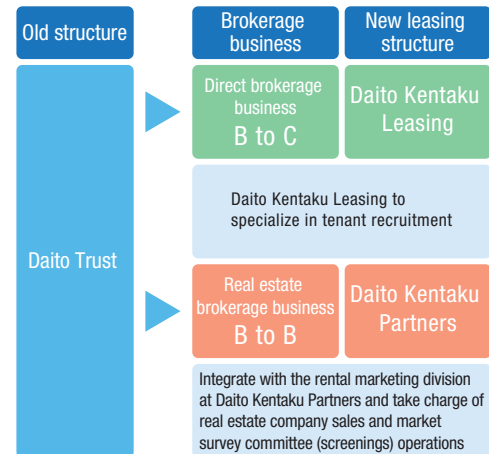 Old structure
Brokerage
business
New leasing
structure
Daito Trust
Direct brokerage
business
B to C
Daito Kentaku
Leasing
Daito Kentaku Leasing to
specialize in tenant recruitment
Real estate
brokerage business
B to B
Daito Kentaku
Partners
Integrate with the rental marketing division
at Daito Kentaku Partners and take charge of
real estate company sales and market
survey committee (screenings) operations